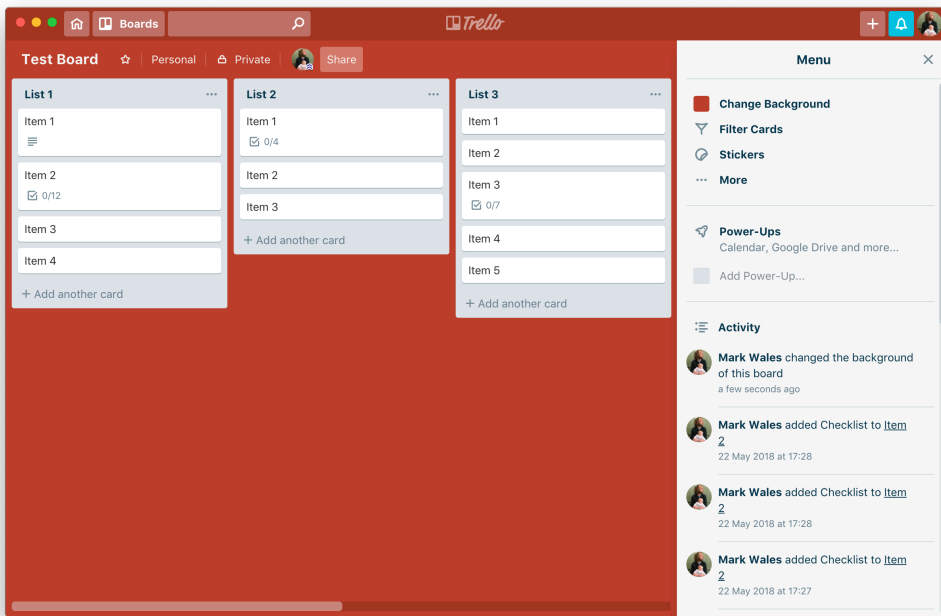 Boards
Trello
Test Board
Personal
Private
Share
List 1
Item 1
Item 2
0/12
Item 3
Item 4
+ Add another card
List 2
Item 1
0/4
Item 2
Item 3
+ Add another card
List 3
Item 1
Item 2
Item 3
0/7
Item 4
Item 5
+ Add another card
Menu
Change Background
Filter Cards
Stickers
More
Power-Ups
Calendar, Google Drive and more...
Add Power-Up...
Activity
Mark Wales changed the background
of this board
a few seconds ago
Mark Wales added Checklist to Item
2
22 May 2018 at 17:28
Mark Wales added Checklist to Item
2
22 May 2018 at 17:28
Mark Wales added Checklist to Item
2
22 May 2018 at 17:27